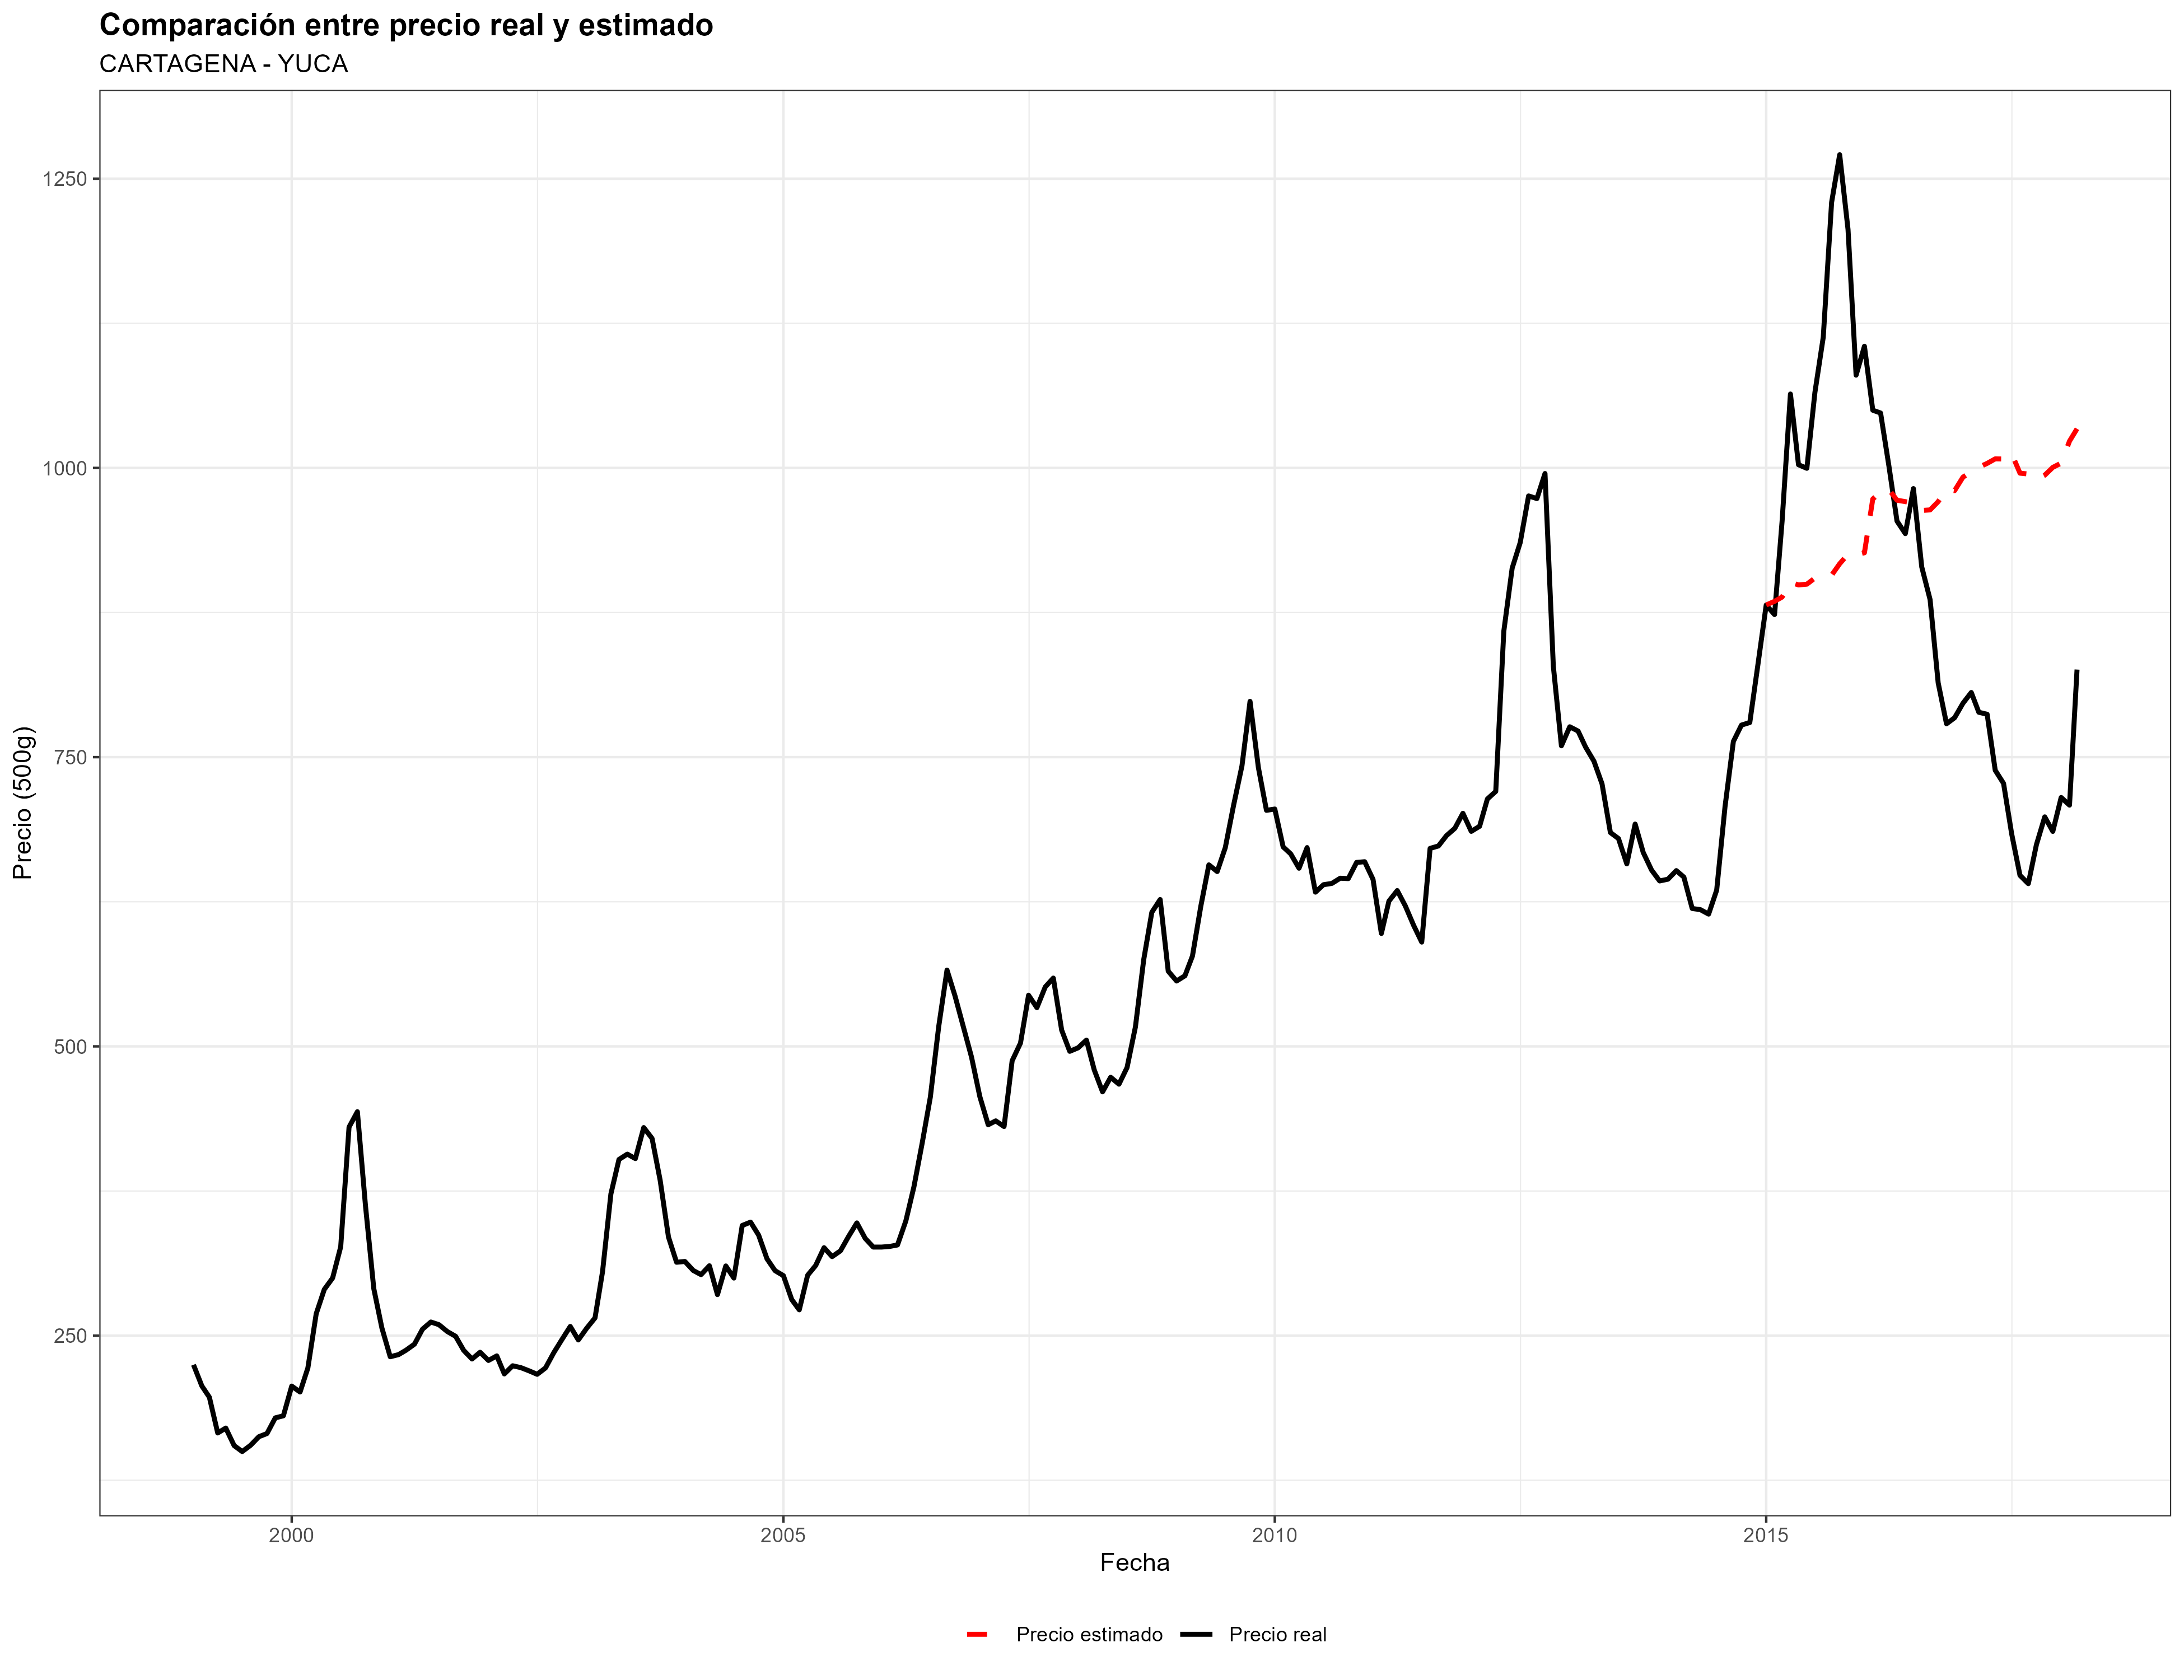 Comparación entre precio real y estimado
CARTAGENA - YUCA
Precio (500g)
1250
1000
750
500
250
2000 2005 2010 2015
Fecha
Precio estimado Precio real